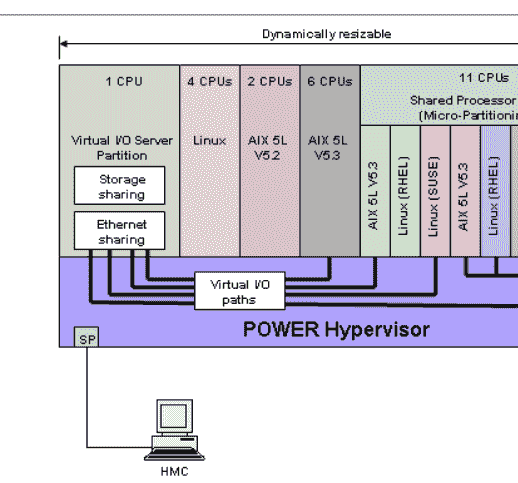 Dynamically resizable
1 CPU
4 CPUs
2 CPUs
6 CPUs
11 CPUs
Shared Processor
(Micro-Partitionin
Virtual I/O Server
Partition
Linux
AIX 5L
V5.2
AIX 5L
V5.3
Storage
sharing
Ethernet
sharing
AIX 5L V5.3
Linux (RHEL)
Linux (SUSE)
AIX 5L V5.3
Linux (RHEL)
Virtual I/O
paths
POWER Hypervisor
SP
HMC